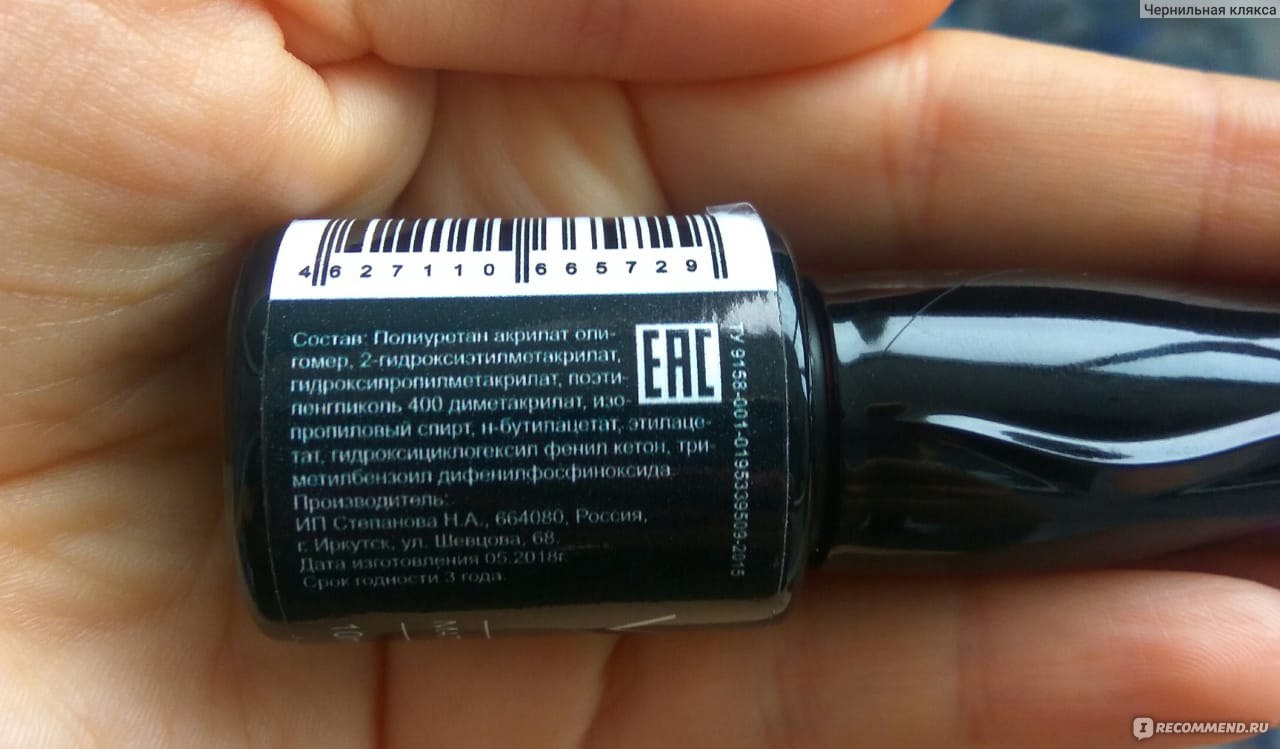 Чернильная клякса
4 627110 665729
Состав: Полиуретан акрилат оли-
гомер, 2-гидроксиэтилметакрилат,
гидроксипропилметакрилат, поэти-
ленгликоль 400 диметакрилат, изо-
пропиловый спирт, н-бутилацетат, этилаце-
тат, гидроксициклогексил фенил кетон, три-
метилбензоил дифенилфосфиноксида.
Производитель:
ИП Степанова Н.А., 664080, Россия,
г. Иркутск, ул. Шевцова, 68.
Дата изготовления 05.2018г.
Срок годности 3 года.
EAC
ТУ 9158-001-0195339509-2015
IRECOMMEND.RU